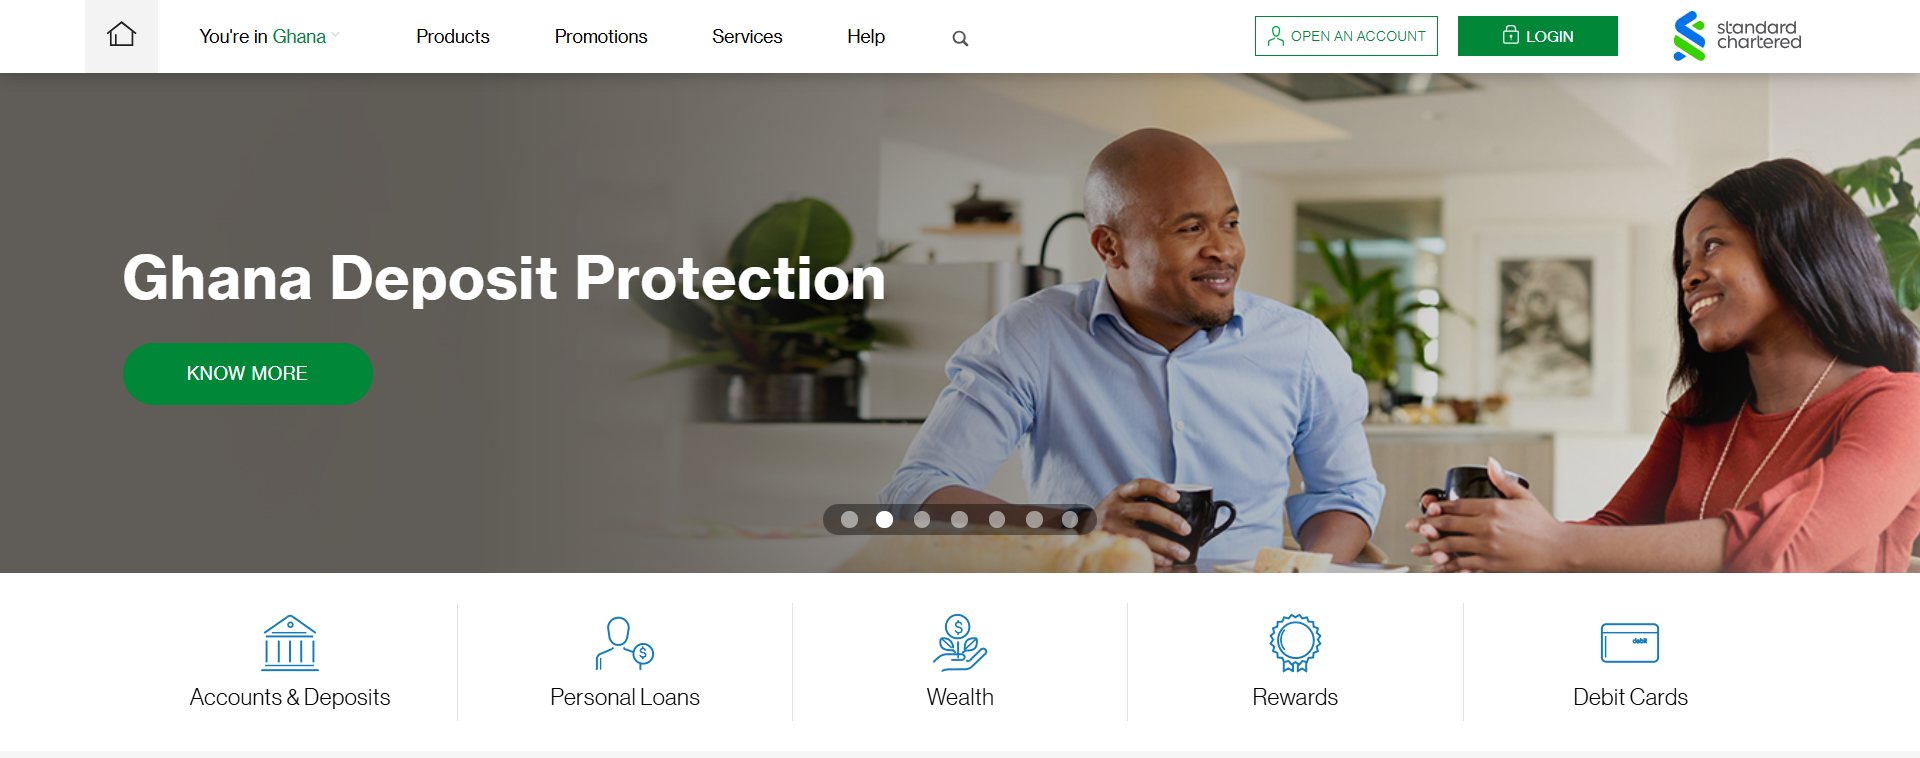 You're in Ghana
Products
Promotions
Services
Help
OPEN AN ACCOUNT
LOGIN
standard
chartered
Ghana Deposit Protection
KNOW MORE
Accounts & Deposits
Personal Loans
Wealth
Rewards
debit
Debit Cards